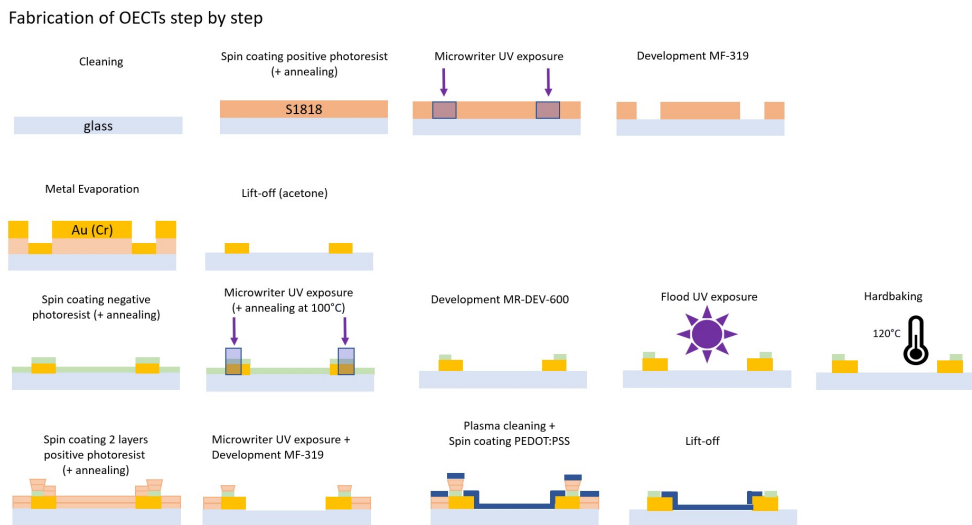 Fabrication of OECTs step by step
Cleaning
Spin coating positive photoresist
(+ annealing)
Microwriter UV exposure
Development MF-319
S1818
glass
Metal Evaporation
Lift-off (acetone)
Au (Cr)
Spin coating negative
photoresist (+ annealing)
Microwriter UV exposure
(+ annealing at 100°C)
Development MR-DEV-600
Flood UV exposure
Hardbaking
120°C
Spin coating 2 layers
positive photoresist
(+ annealing)
Microwriter UV exposure +
Development MF-319
Plasma cleaning +
Spin coating PEDOT:PSS
Lift-off